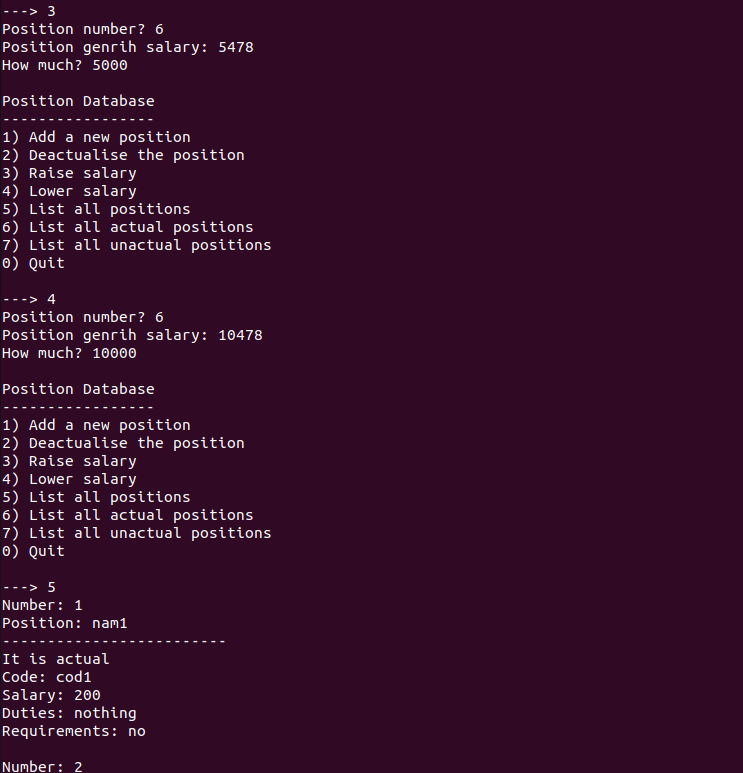 ---> 3
Position number? 6
Position genrih salary: 5478
How much? 5000

Position Database
-----------------
1) Add a new position
2) Deactualise the position
3) Raise salary
4) Lower salary
5) List all positions
6) List all actual positions
7) List all unactual positions
0) Quit

---> 4
Position number? 6
Position genrih salary: 10478
How much? 10000

Position Database
-----------------
1) Add a new position
2) Deactualise the position
3) Raise salary
4) Lower salary
5) List all positions
6) List all actual positions
7) List all unactual positions
0) Quit

---> 5
Number: 1
Position: nam1
-------------------------
It is actual
Code: cod1
Salary: 200
Duties: nothing
Requirements: no

Number: 2